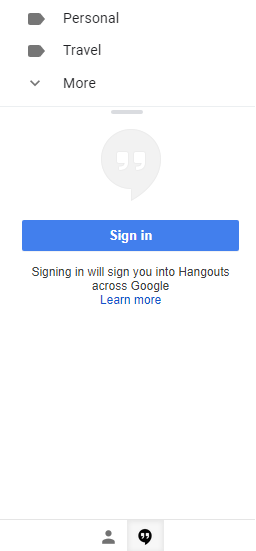 Personal
Travel
More
Sign in
Signing in will sign you into Hangouts
across Google
Learn more